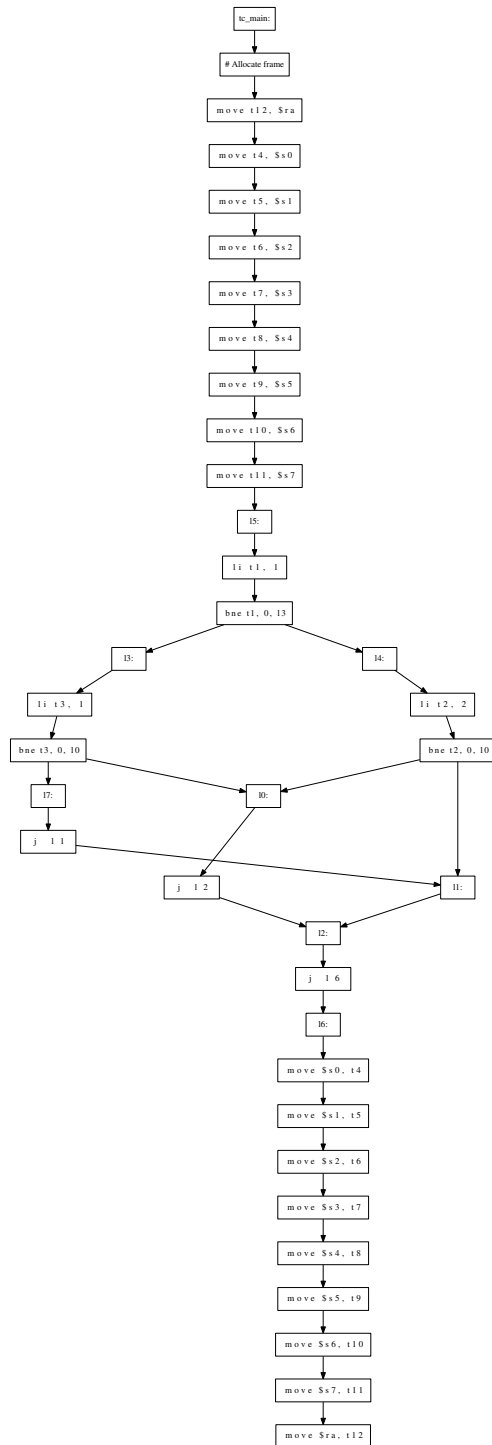 tc_main:
# Allocate frame
move t12, $ra
move t4, $s0
move t5, $s1
move t6, $s2
move t7, $s3
move t8, $s4
move t9, $s5
move t10, $s6
move t11, $s7
l5:
li t1, 1
bne t1, 0, l3
l3:
l4:
li t3, 1
li t2, 2
bne t3, 0, l0
bne t2, 0, l0
l7:
l0:
j l1
j l2
l1:
l2:
j l6
l6:
move $s0, t4
move $s1, t5
move $s2, t6
move $s3, t7
move $s4, t8
move $s5, t9
move $s6, t10
move $s7, t11
move $ra, t12